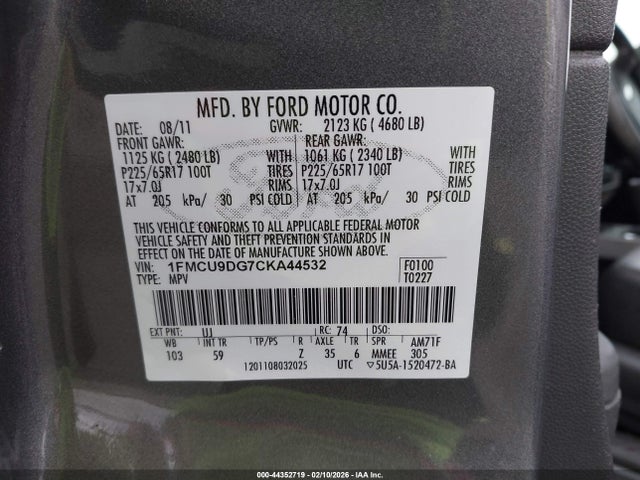 MFD. BY FORD MOTOR CO.
DATE: 08/11 GVWR: 2123 KG ( 4680 LB)
FRONT GAWR: REAR GAWR:
1125 KG ( 2480 LB) WITH 1061 KG ( 2340 LB) WITH
P225/65R17 100T TIRES P225/65R17 100T TIRES
17x7.0J RIMS 17x7.0J RIMS
AT 205 kPa/ 30 PSI COLD AT 205 kPa/ 30 PSI COLD
THIS VEHICLE CONFORMS TO ALL APPLICABLE FEDERAL MOTOR
VEHICLE SAFETY AND THEFT PREVENTION STANDARDS IN
EFFECT ON THE DATE OF MANUFACTURE SHOWN ABOVE.
VIN: 1FMCU9DG7CKA44532 F0100
TYPE: MPV T0227
EXT PNT: UJ RC: 74 DSO:
WB INT TR TP/PS R AXLE TR SPR AM71F
103 59 Z 35 6 MMEE 305
1201108032025 UTC ▽5U5A-1520472-BA
000-44352719 - 02/10/2026 - IAA Inc.